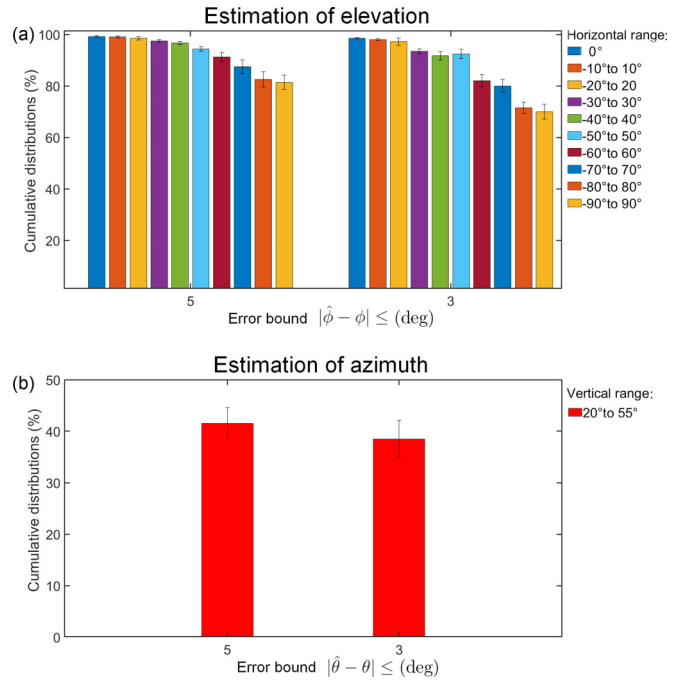 Estimation of elevation
(a)
Horizontal range:
100
80
60
40
20
Cumulative distributions (%)
0°
-10°to 10°
-20°to 20
-30°to 30°
-40°to 40°
-50°to 50°
-60°to 60°
-70°to 70°
-80°to 80°
-90°to 90°
5 3
Error bound |ϕ̂ − ϕ| ≤ (deg)
Estimation of azimuth
(b)
Vertical range:
20°to 55°
50
40
30
20
10
0
Cumulative distributions (%)
5 3
Error bound |θ̂ − θ| ≤ (deg)